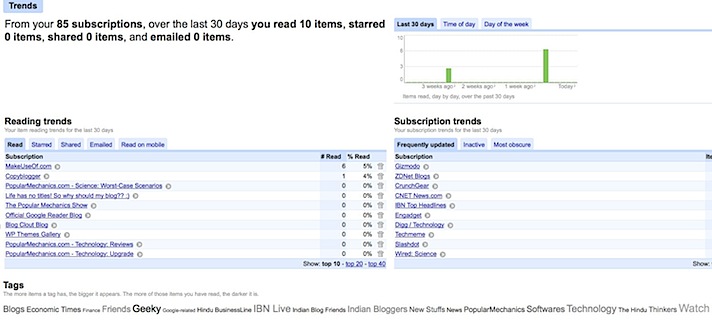 Trends
From your 85 subscriptions, over the last 30 days you read 10 items, starred
0 items, shared 0 items, and emailed 0 items.
Last 30 days Time of day Day of the week
10
8
3
0
3 weeks ago 2 weeks ago 1 week ago Today
Items read, day by day, over the past 30 days
Reading trends
Your item reading trends for the last 30 days
Read Starred Shared Emailed Read on mobile
Subscription # Read % Read
MakeUseOf.com 6 5%
Copyblogger 1 4%
PopularMechanics.com - Science: Worst-Case Scenarios 0 0%
Life has no titles! So why should my blog?? ;) 0 0%
The Popular Mechanics Show 0 0%
Official Google Reader Blog 0 0%
Blog Clout Blog 0 0%
WP Themes Gallery 0 0%
PopularMechanics.com - Technology: Reviews 0 0%
PopularMechanics.com - Technology: Upgrade 0 0%
Show: top 10 - top 20 - top 40
Subscription trends
Your subscription trends for the last 30 days
Frequently updated Inactive Most obscure
Subscription Ite
Gizmodo
ZDNet Blogs
CrunchGear
CNET News.com
IBN Top Headlines
Engadget
Digg / Technology
Techmeme
Slashdot
Wired: Science
Show:
Tags
The more items a tag has, the bigger it appears. The more of those items you have read, the darker it is.
Blogs Economic Times Finance Friends Geeky Google-related Hindu BusinessLine IBN Live Indian Blog Friends Indian Bloggers New Stuffs News PopularMechanics Softwares Technology The Hindu Thinkers Watch